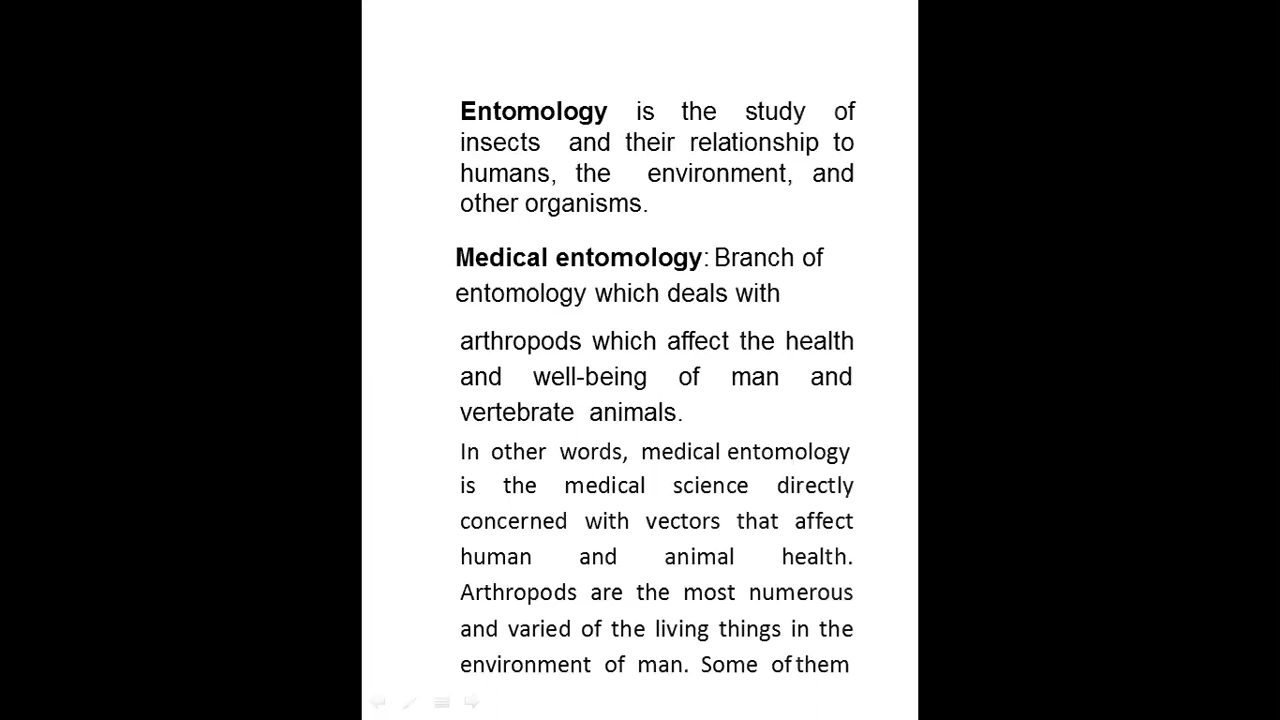 Entomology is the study of
insects and their relationship to
humans, the environment, and
other organisms.
Medical entomology: Branch of
entomology which deals with
arthropods which affect the health
and well-being of man and
vertebrate animals.
In other words, medical entomology
is the medical science directly
concerned with vectors that affect
human and animal health.
Arthropods are the most numerous
and varied of the living things in the
environment of man. Some of them